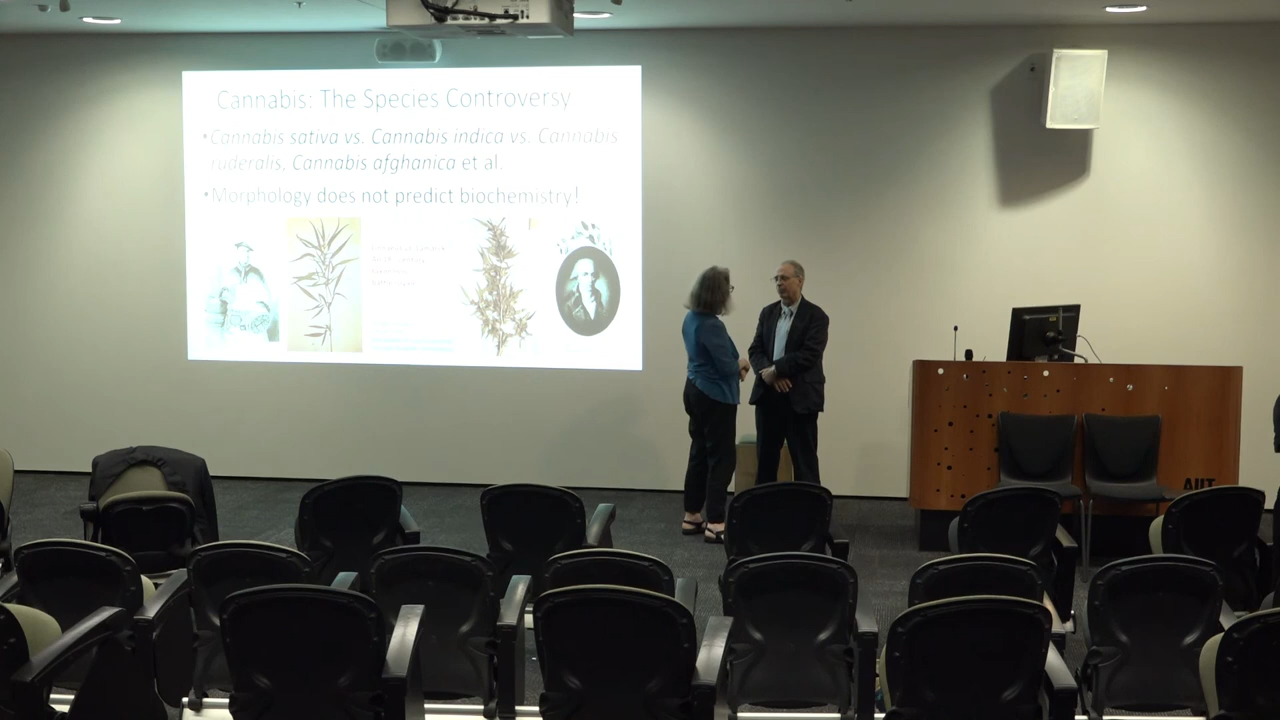 Cannabis: The Species Controversy
•Cannabis sativa vs. Cannabis indica vs. Cannabis
ruderalis, Cannabis afghanica et al.
•Morphology does not predict biochemistry!
AUT